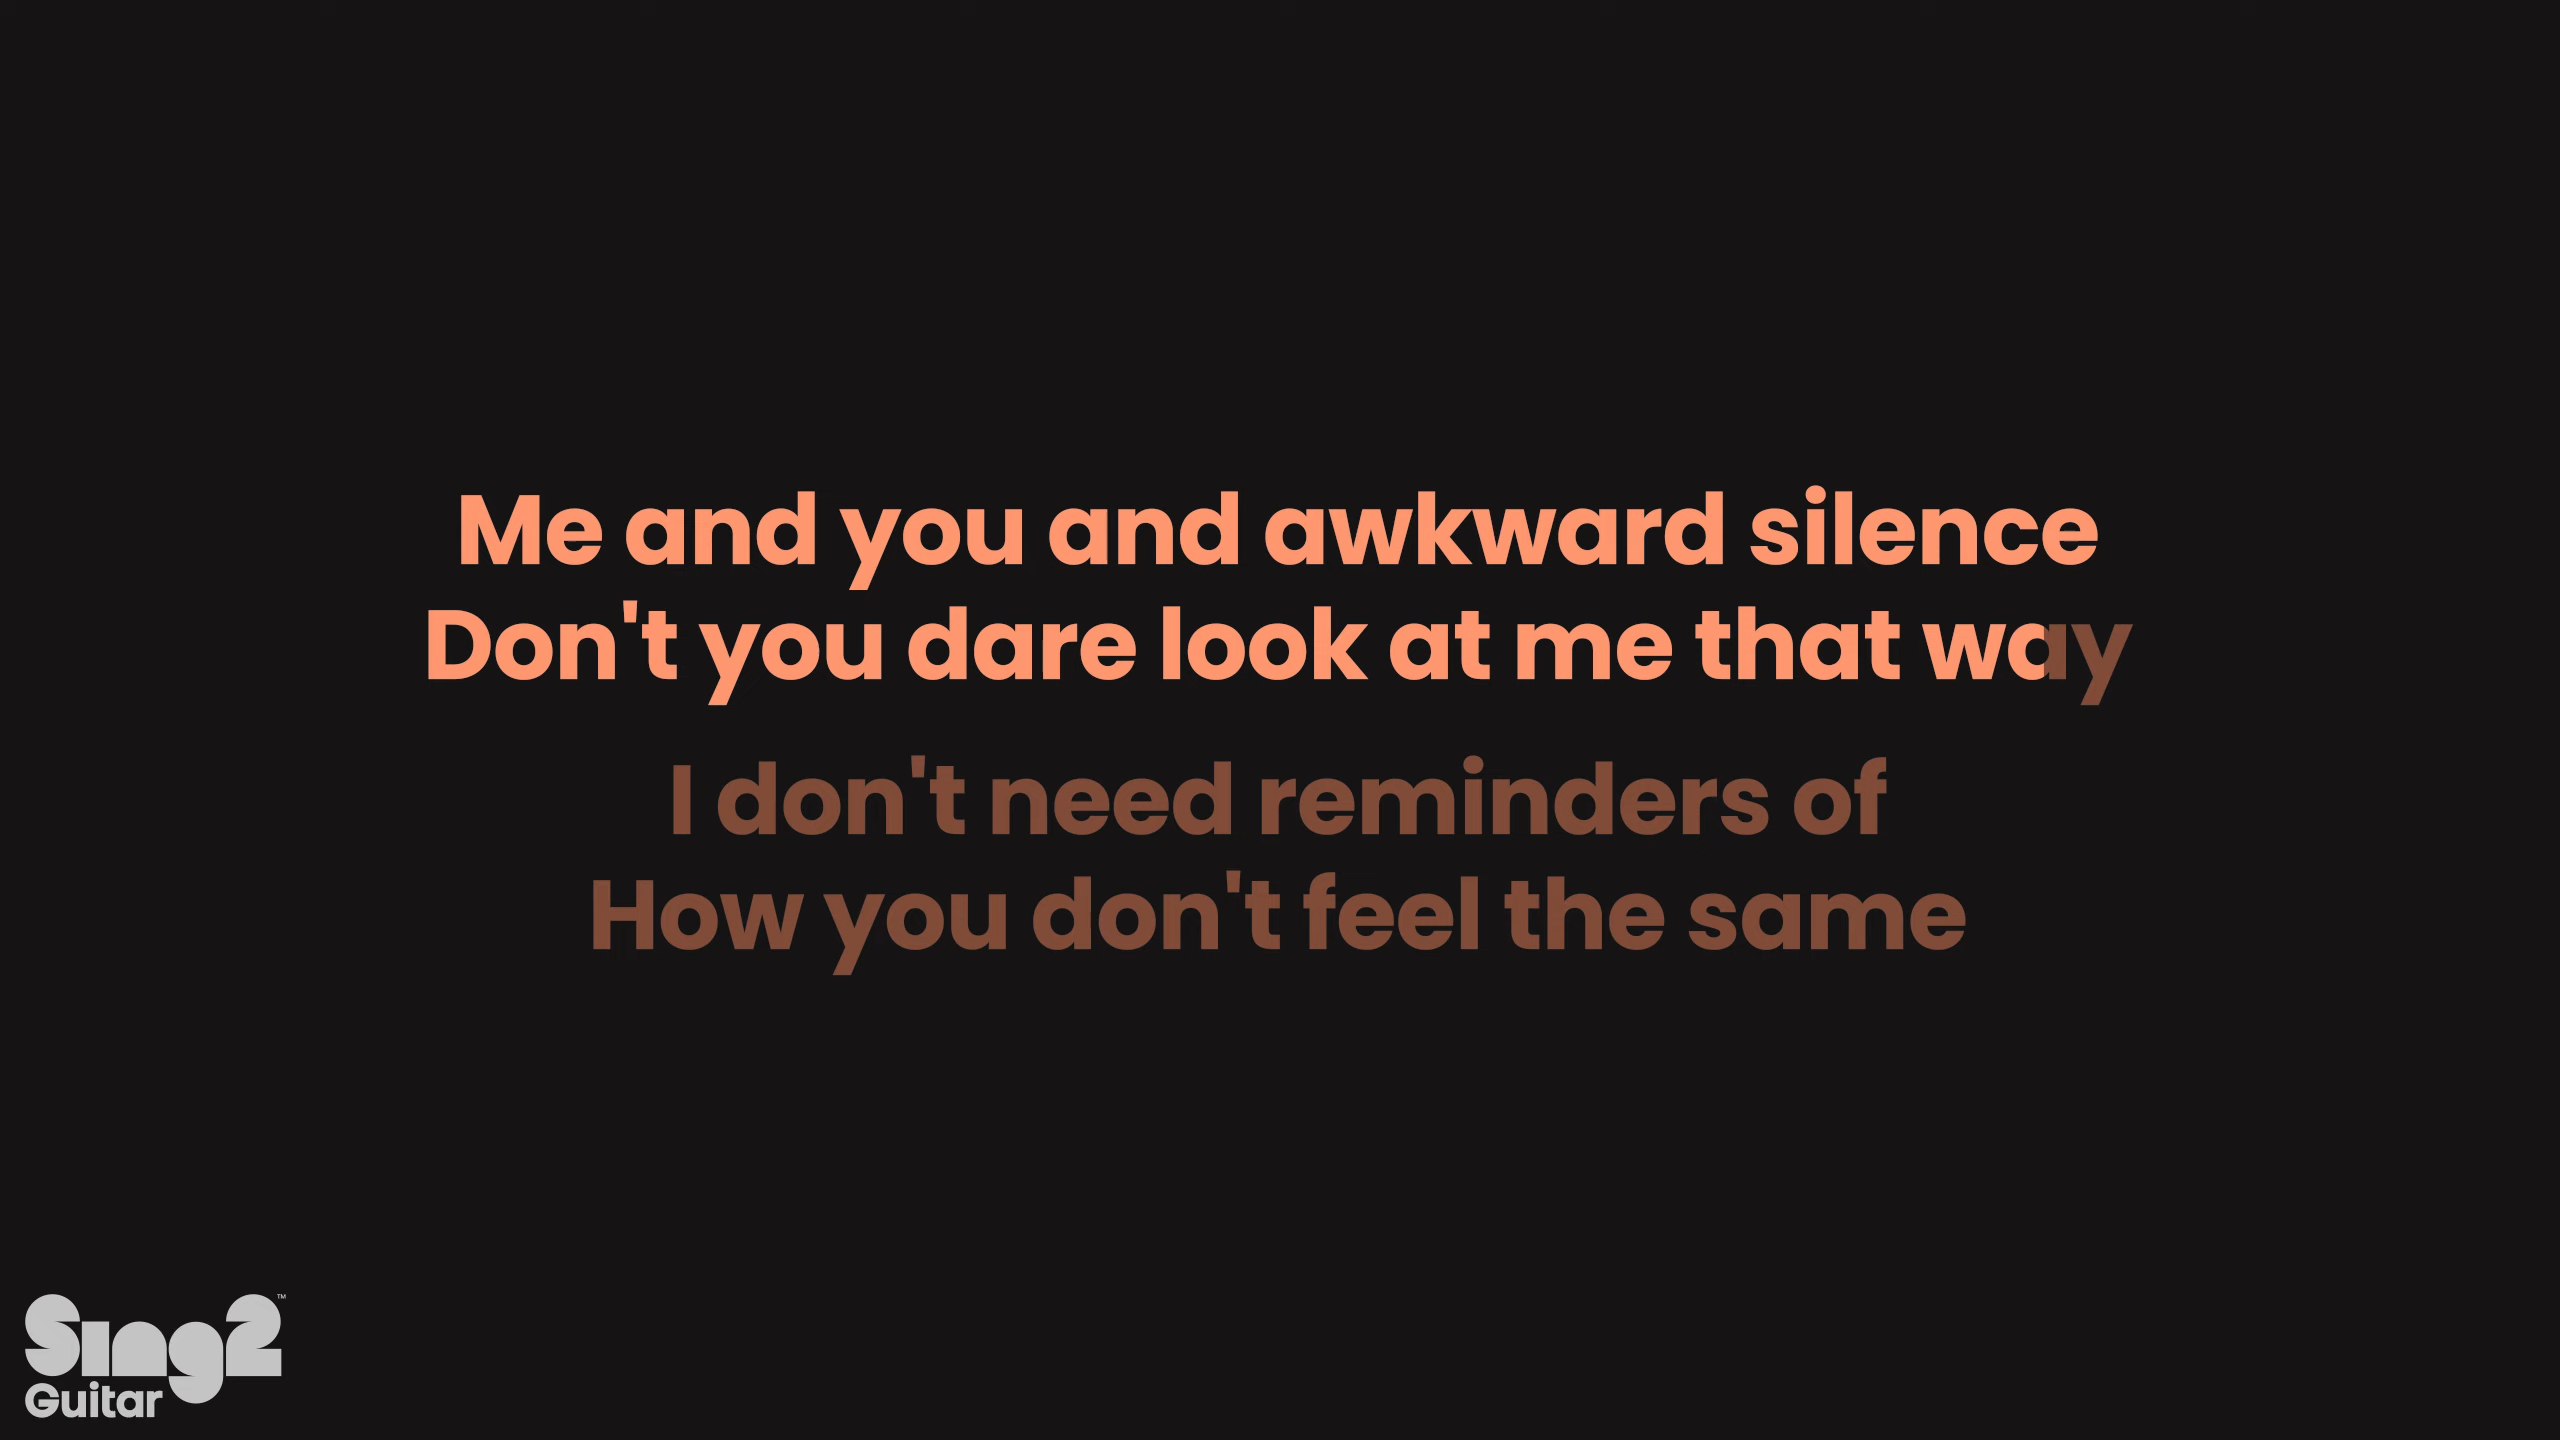 Me and you and awkward silence
Don't you dare look at me that way
I don't need reminders of
How you don't feel the same
Sing2™
Guitar